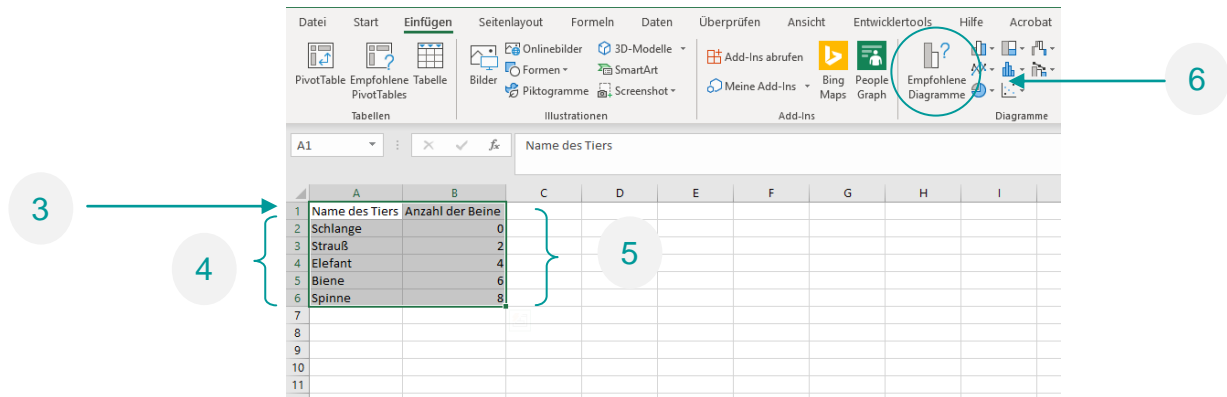 Datei Start Einfügen Seitenlayout Formeln Daten Überprüfen Ansicht Entwicklertools Hilfe Acrobat
PivotTable Empfohlene PivotTables Tabelle
Tabellen
Bilder
Onlinebilder
Formen
Piktogramme
3D-Modelle
SmartArt
Screenshot
Illustrationen
Add-Ins abrufen
Meine Add-Ins
Bing Maps
People Graph
Add-Ins
Empfohlene
Diagramme
Diagramme
6
A1 fx Name des Tiers
A B C D E F G H I
3
4
5
1 Name des Tiers Anzahl der Beine
2 Schlange 0
3 Strauß 2
4 Elefant 4
5 Biene 6
6 Spinne 8
7
8
9
10
11